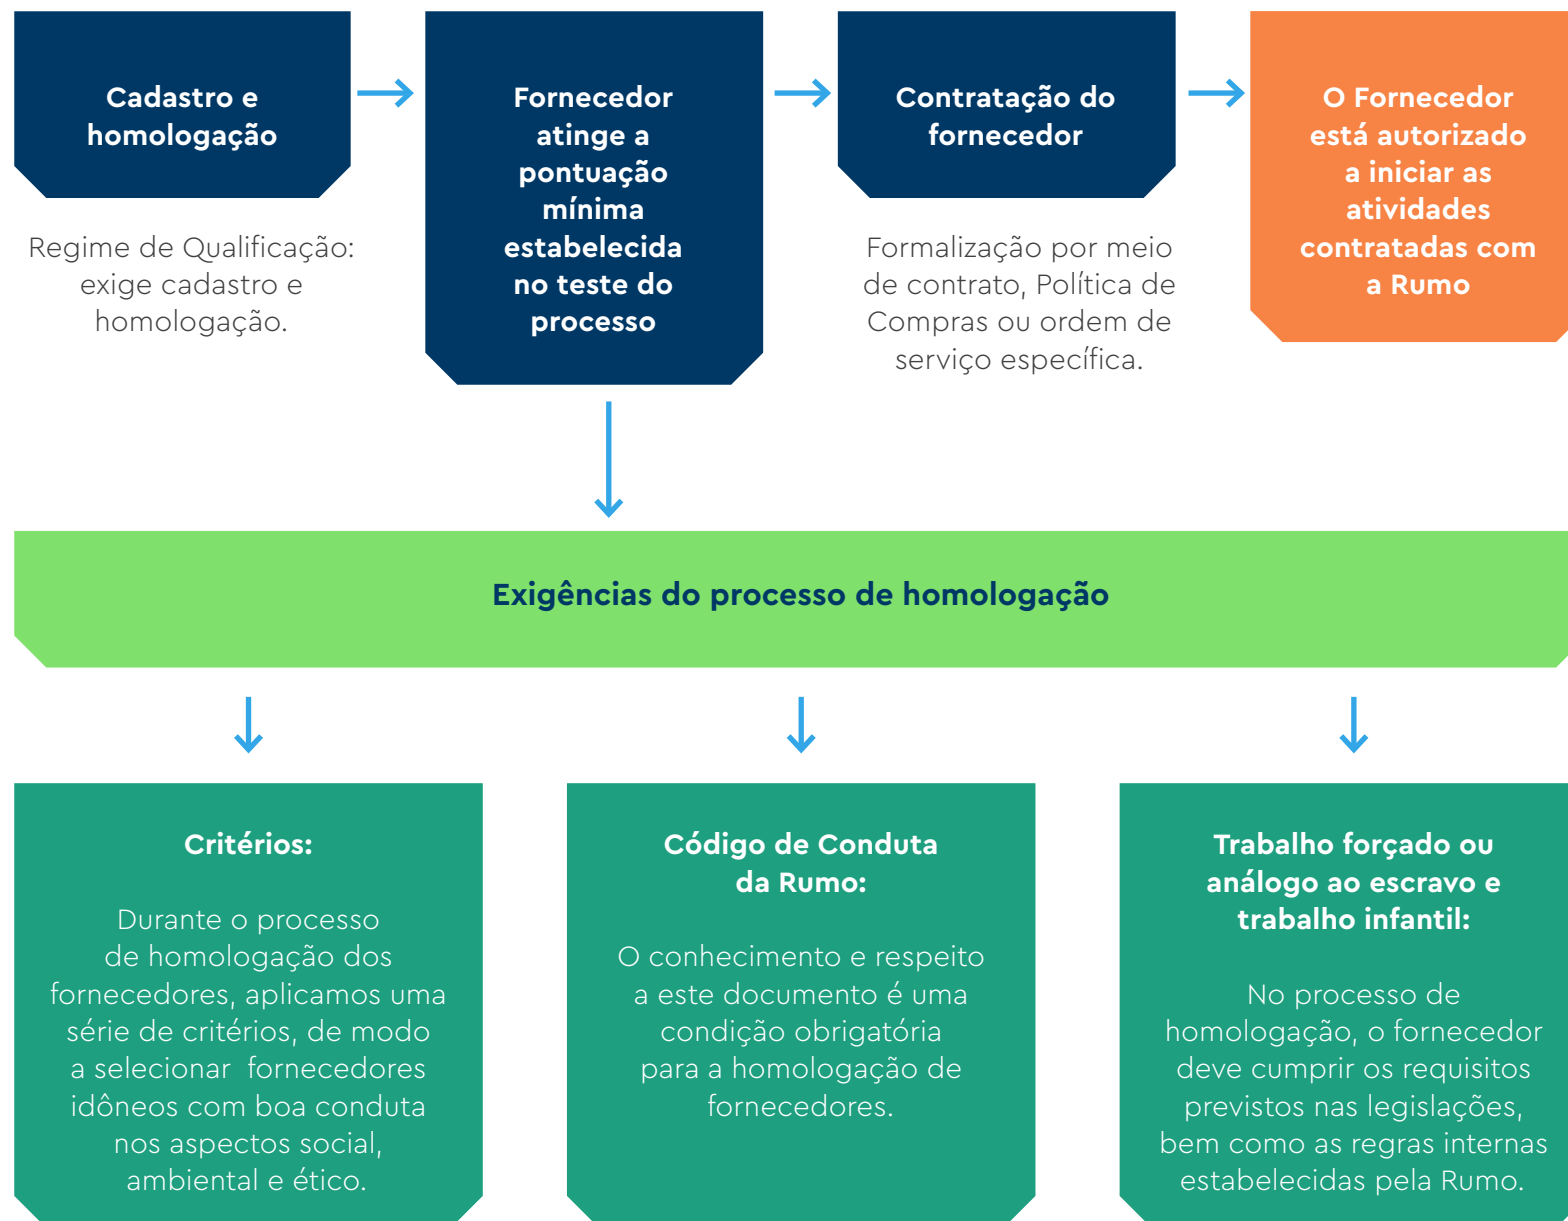 Cadastro e
homologação
Regime de Qualificação:
exige cadastro e
homologação.
Fornecedor
atinge a
pontuação
mínima
estabelecida
no teste do
processo
Contratação do
fornecedor
Formalização por meio
de contrato, Política de
Compras ou ordem de
serviço específica.
O Fornecedor
está autorizado
a iniciar as
atividades
contratadas com
a Rumo
Exigências do processo de homologação
Critérios:
Durante o processo
de homologação dos
fornecedores, aplicamos uma
série de critérios, de modo
a selecionar fornecedores
idôneos com boa conduta
nos aspectos social,
ambiental e ético.
Código de Conduta
da Rumo:
O conhecimento e respeito
a este documento é uma
condição obrigatória
para a homologação de
fornecedores.
Trabalho forçado ou
análogo ao escravo e
trabalho infantil:
No processo de
homologação, o fornecedor
deve cumprir os requisitos
previstos nas legislações,
bem como as regras internas
estabelecidas pela Rumo.